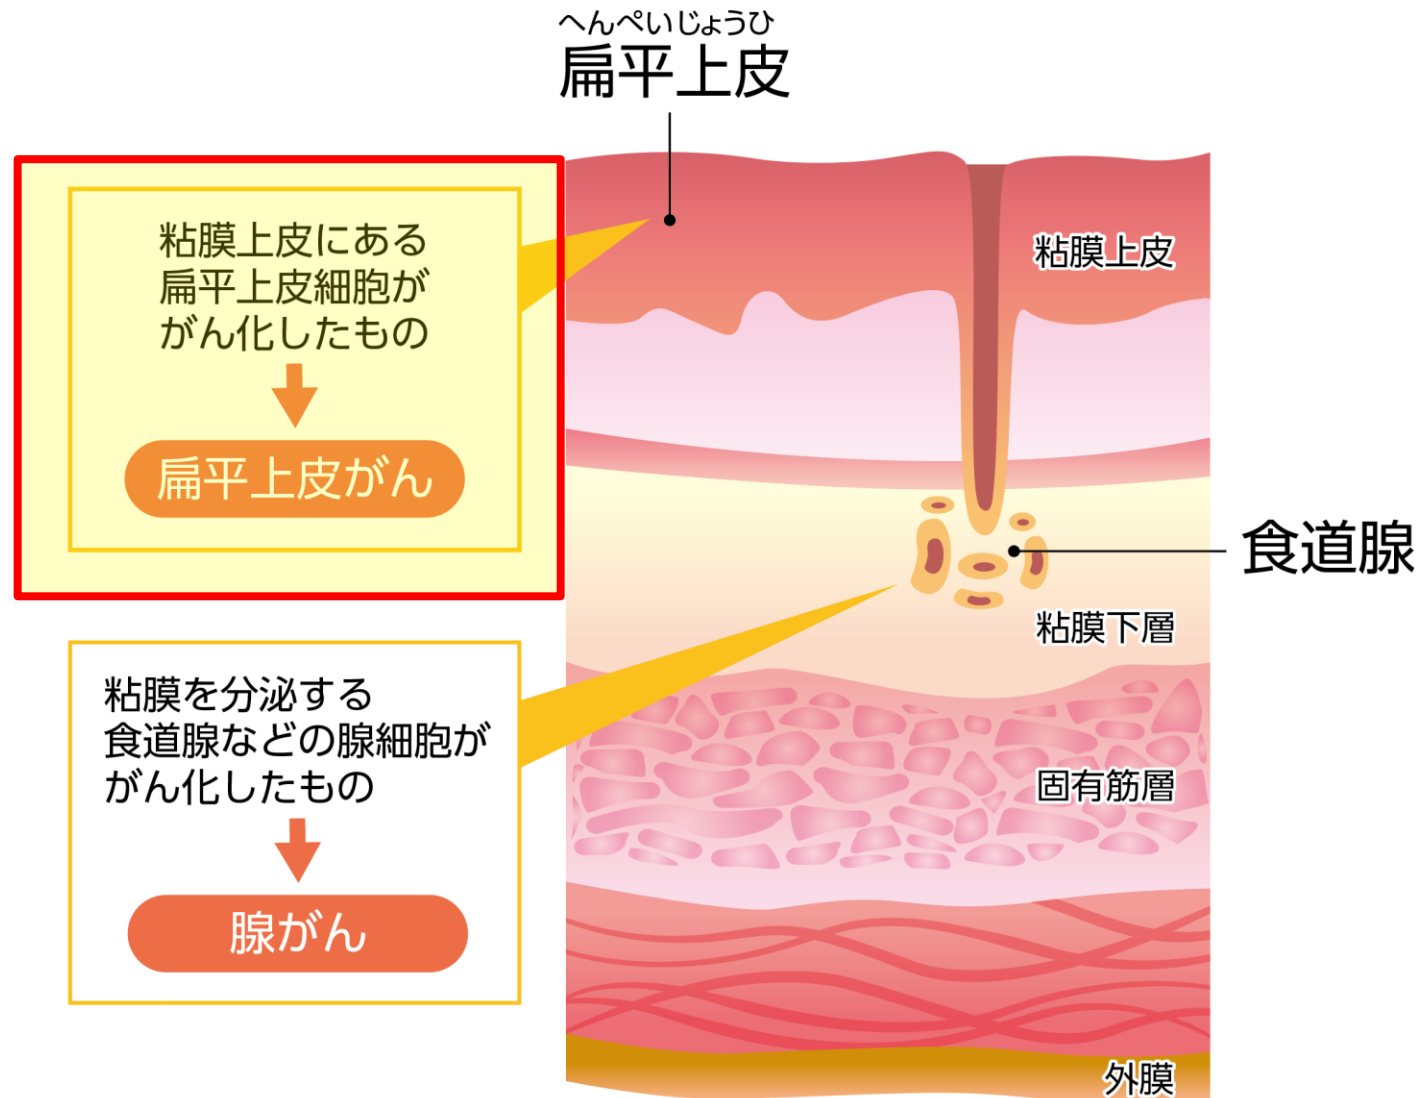 へんぺいじょうひ
扁平上皮
粘膜上皮にある
扁平上皮細胞が
がん化したもの
扁平上皮がん
粘膜上皮
食道腺
粘膜下層
粘膜を分泌する
食道腺などの腺細胞が
がん化したもの
腺がん
固有筋層
外膜